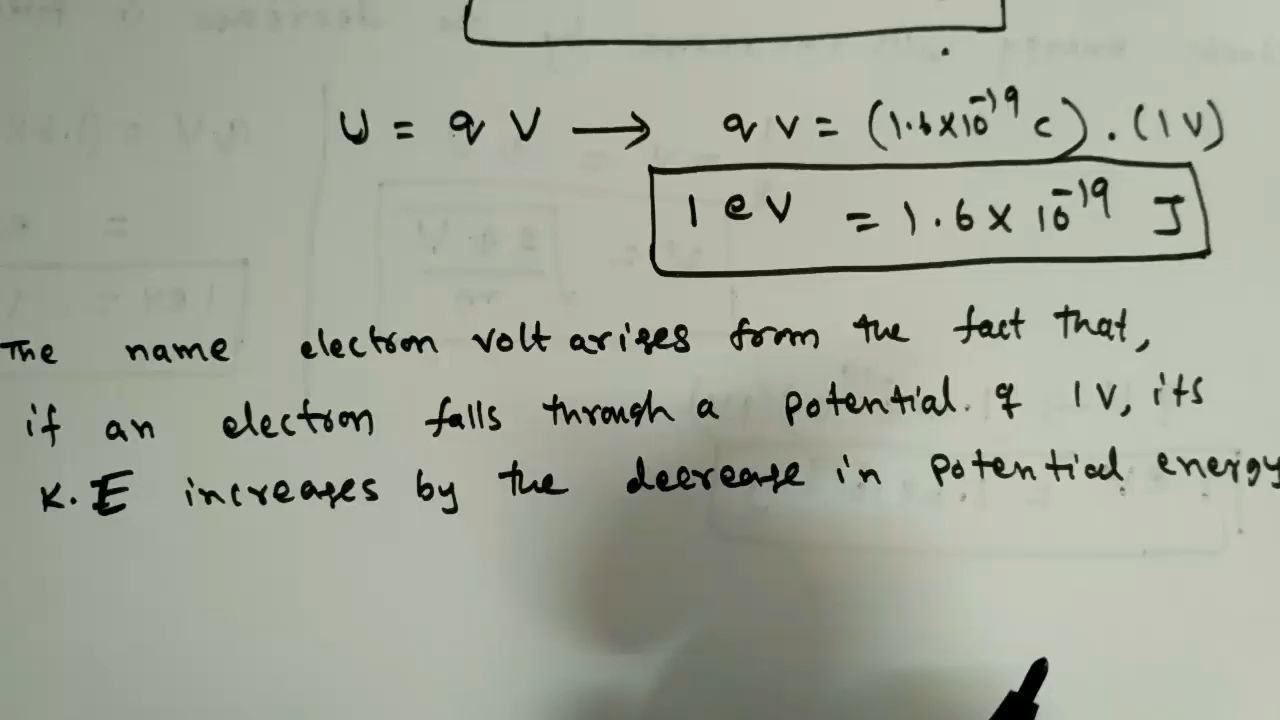 U = q V → q V = (1.6 x 10⁻¹⁹ C) . (1 V)
1 eV = 1.6 x 10⁻¹⁹ J
The name electron volt arises from the fact that,
if an electron falls through a potential. of 1 V, its
K.E increases by the decrease in potential energy